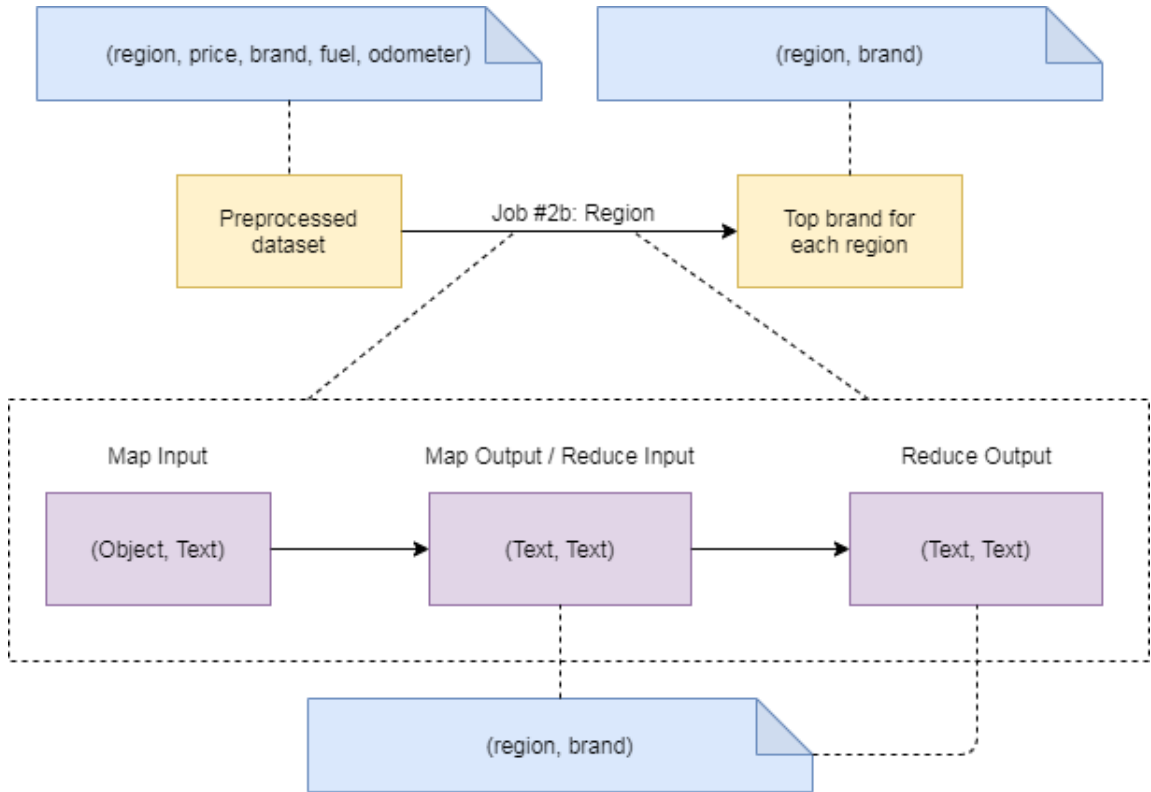 (region, price, brand, fuel, odometer)
(region, brand)
Preprocessed
dataset
Job #2b: Region
Top brand for
each region
Map Input
Map Output / Reduce Input
Reduce Output
(Object, Text)
(Text, Text)
(Text, Text)
(region, brand)